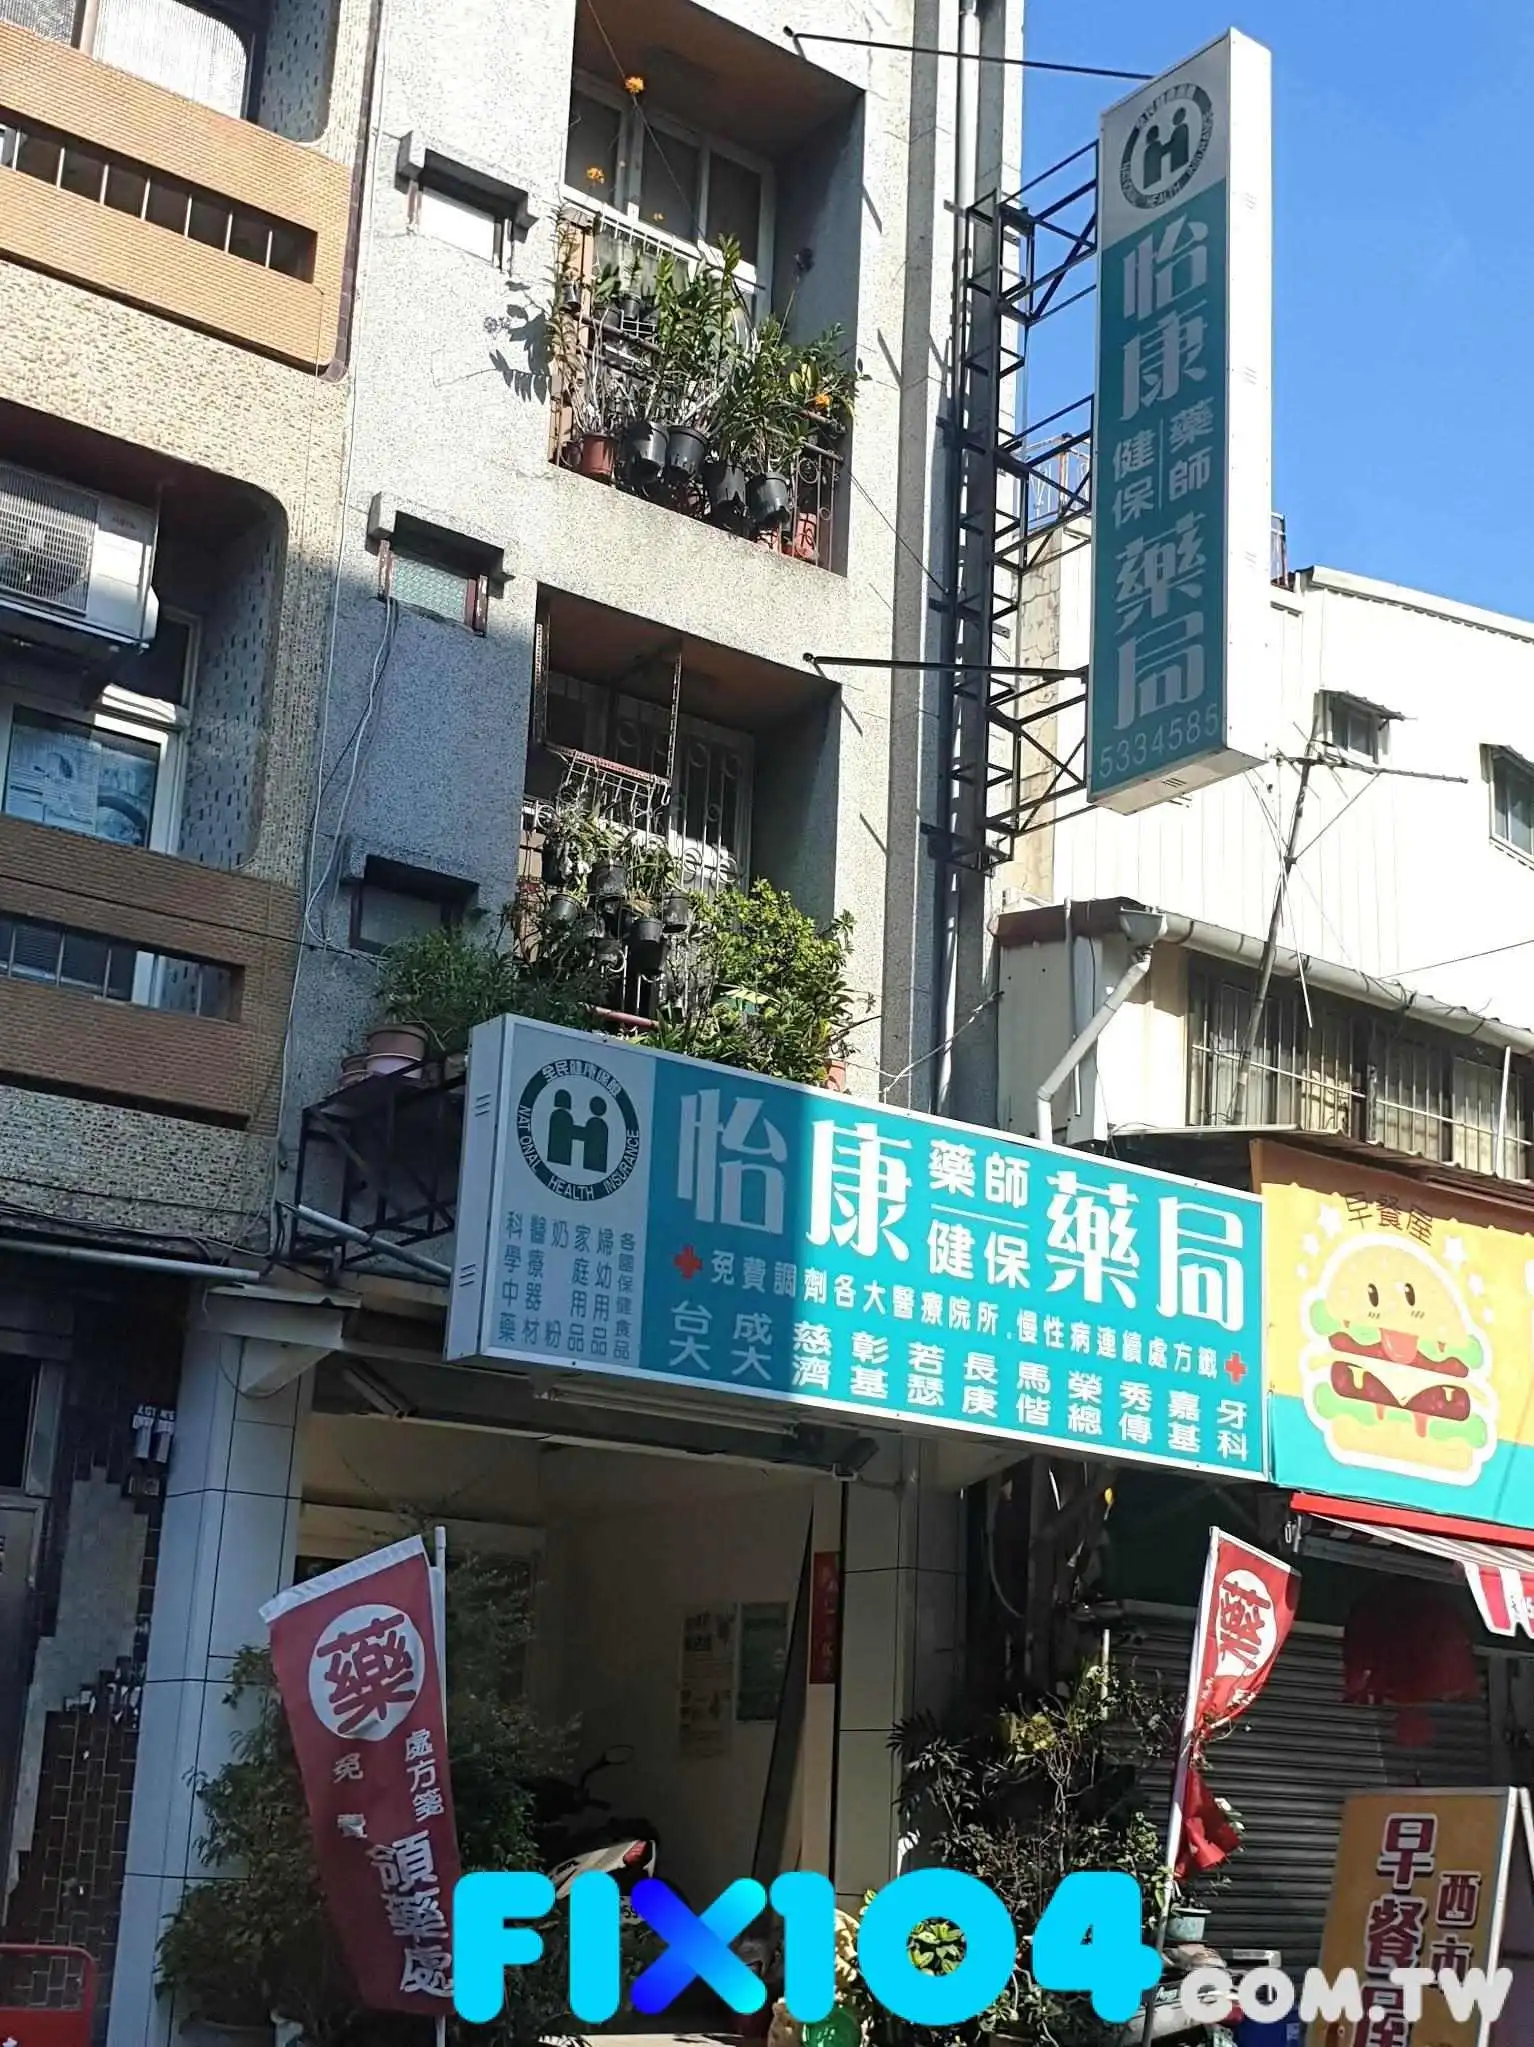 NATIONAL HEALTH INSURANCE
怡康
藥師
健保
藥局
5334585
全民健康保險
NATIONAL HEALTH INSURANCE
怡康
藥師
健保
藥局
各國保健食品
婦幼用品
家庭用品
奶粉
醫療器材
科學中藥
免費調劑各大醫療院所.慢性病連續處方籤
台大
成大
慈濟
彰基
若瑟
長庚
馬偕
榮總
秀傳
嘉基
牙科
早餐屋
藥
處方箋
免費
領藥處
藥
西市
早餐屋
FIX104
COM.TW